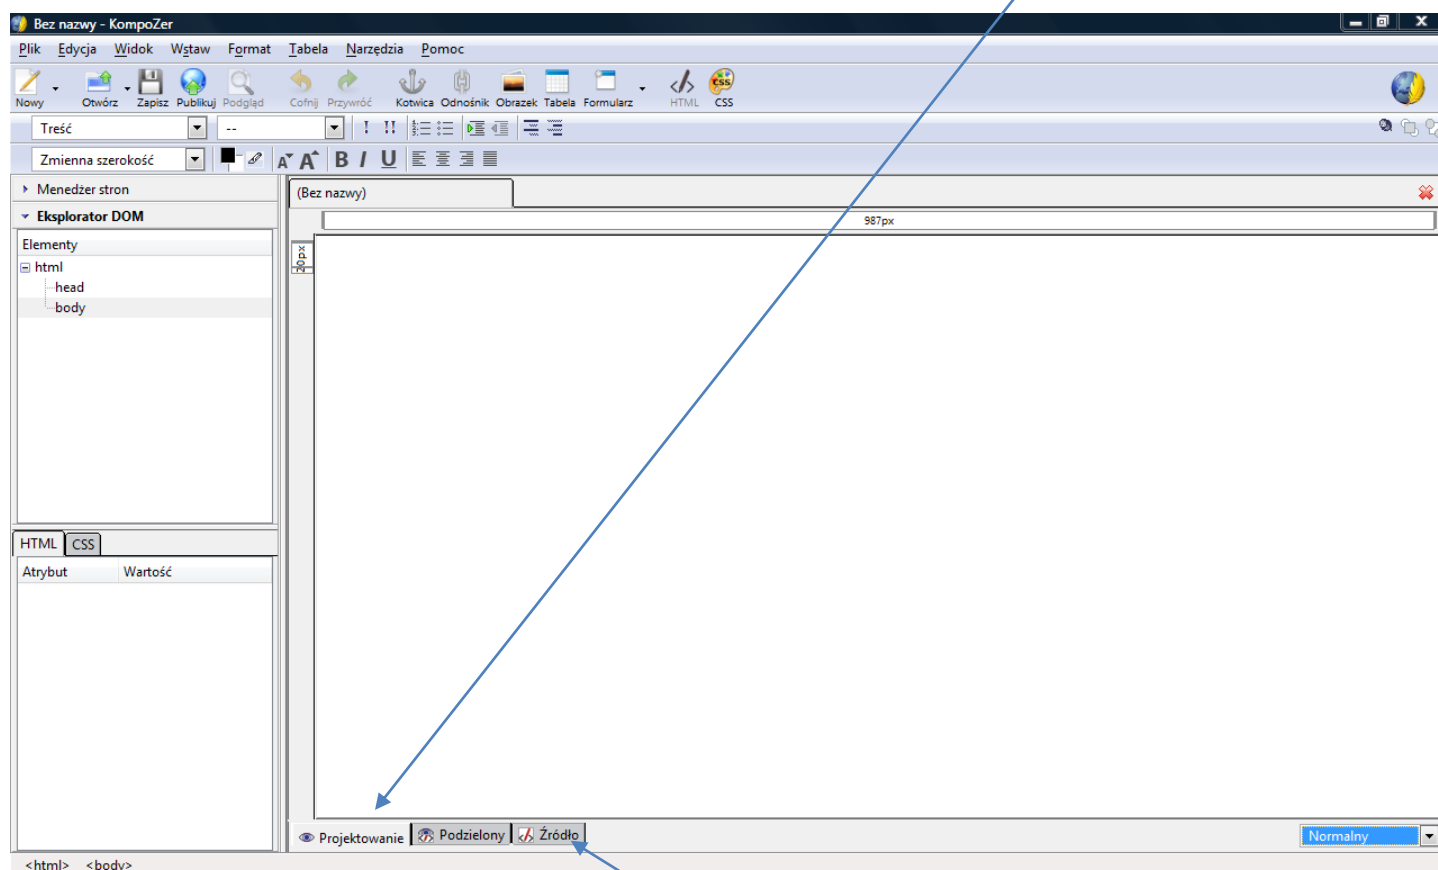 Bez nazwy - KompoZer
Plik Edycja Widok Wstaw Format Tabela Narzędzia Pomoc
Nowy Otwórz Zapisz Publikuj Podgląd Cofnij Przywróć Kotwica Odnośnik Obrazek Tabela Formularz HTML CSS
Treść --
Zmienna szerokość A A B I U
Menedżer stron
(Bez nazwy)
Eksplorator DOM
987px
Elementy
20px
html
head
body
HTML CSS
Atrybut Wartość
Projektowanie Podzielony Źródło
Normalny
<html> <body>